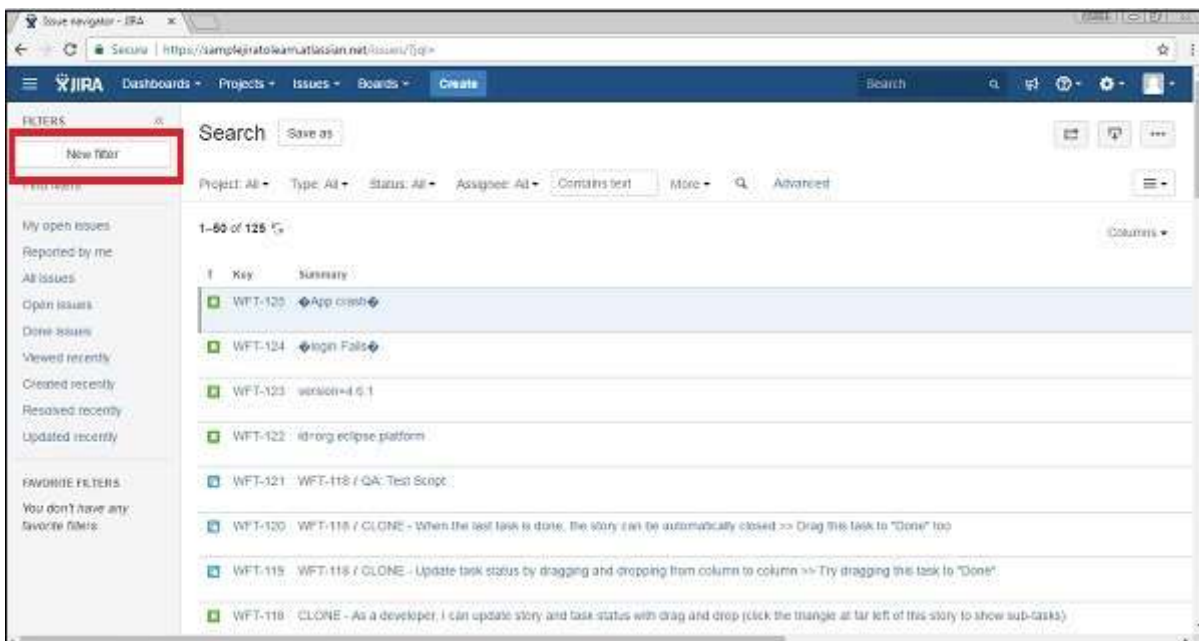 Issue navigator - JIRA
Secure | https://samplejiratolearn.atlassian.net/issues/?jql=
JIRA Dashboards Projects Issues Boards Create Search
FILTERS
New filter
Search Save as
Project: All Type: All Status: All Assignee: All Contains text More Advanced
My open issues
Reported by me
All issues
Open issues
Done issues
Viewed recently
Created recently
Resolved recently
Updated recently
FAVORITE FILTERS
You don't have any
favorite filters.
1–50 of 125
Columns
T Key Summary
WFT-125 �App crash�
WFT-124 �login Fails�
WFT-123 version=4.6.1
WFT-122 id=org.eclipse.platform
WFT-121 WFT-118 / QA: Test Script
WFT-120 WFT-118 / CLONE - When the last task is done, the story can be automatically closed >> Drag this task to "Done" too
WFT-119 WFT-118 / CLONE - Update task status by dragging and dropping from column to column >> Try dragging this task to "Done"
WFT-118 CLONE - As a developer, I can update story and task status with drag and drop (click the triangle at far left of this story to show sub-tasks)